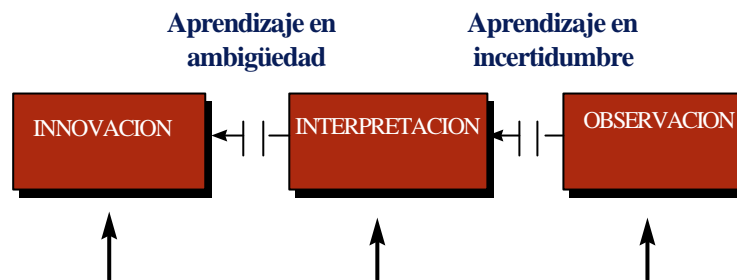 Aprendizaje en
ambigüedad
Aprendizaje en
incertidumbre
INNOVACION
INTERPRETACION
OBSERVACION